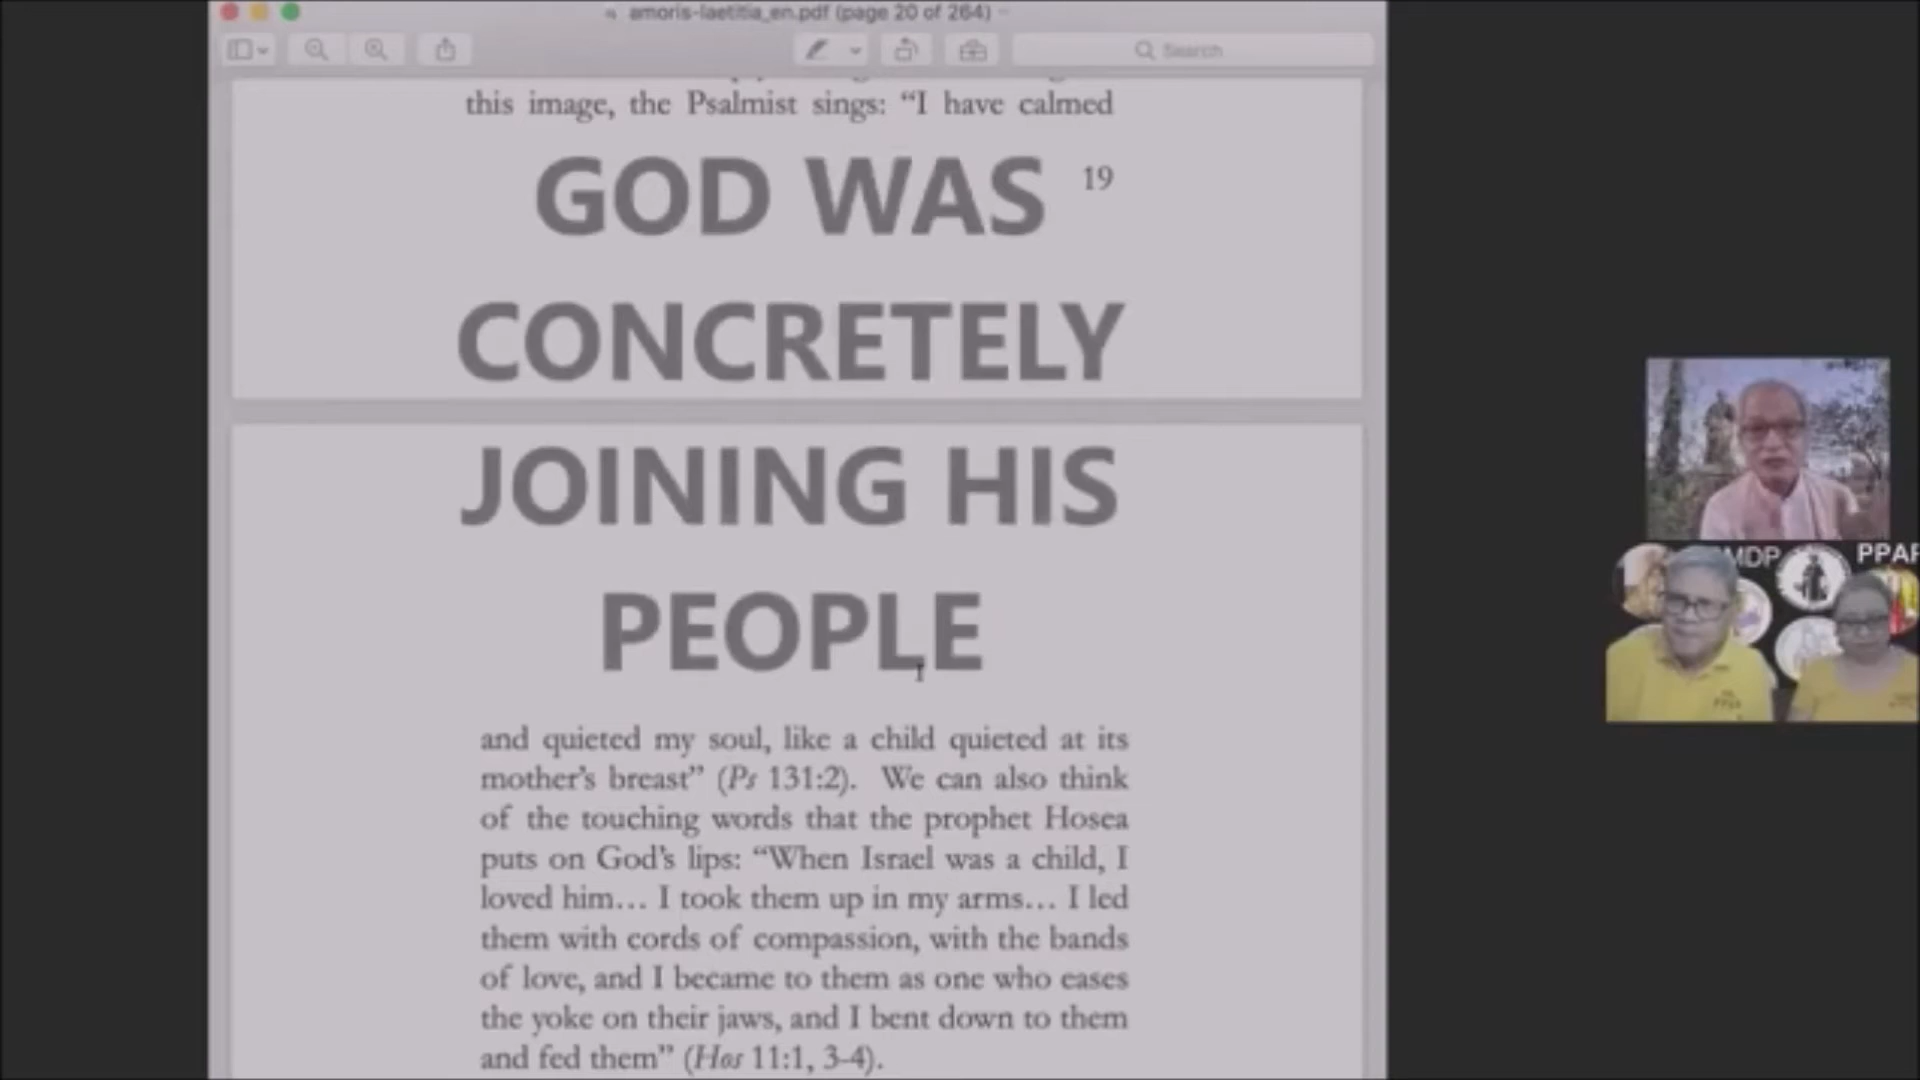 amoris-laetitia_en.pdf (page 20 of 264)
Search
this image, the Psalmist sings: “I have calmed
GOD WAS
19
CONCRETELY
JOINING HIS
PEOPLE
and quieted my soul, like a child quieted at its
mother’s breast” (Ps 131:2). We can also think
of the touching words that the prophet Hosea
puts on God’s lips: “When Israel was a child, I
loved him… I took them up in my arms… I led
them with cords of compassion, with the bands
of love, and I became to them as one who eases
the yoke on their jaws, and I bent down to them
and fed them” (Hos 11:1, 3-4).
MDP
PPAP